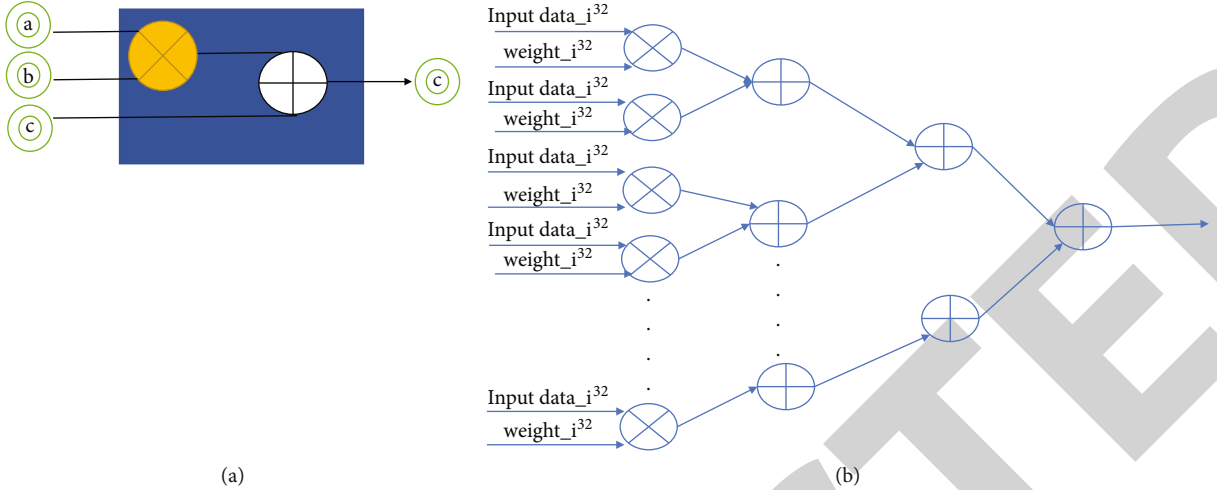 a
b
c
c
(a)
Input data_i³²
weight_i³²
Input data_i³²
weight_i³²
Input data_i³²
weight_i³²
Input data_i³²
weight_i³²
Input data_i³²
weight_i³²
(b)